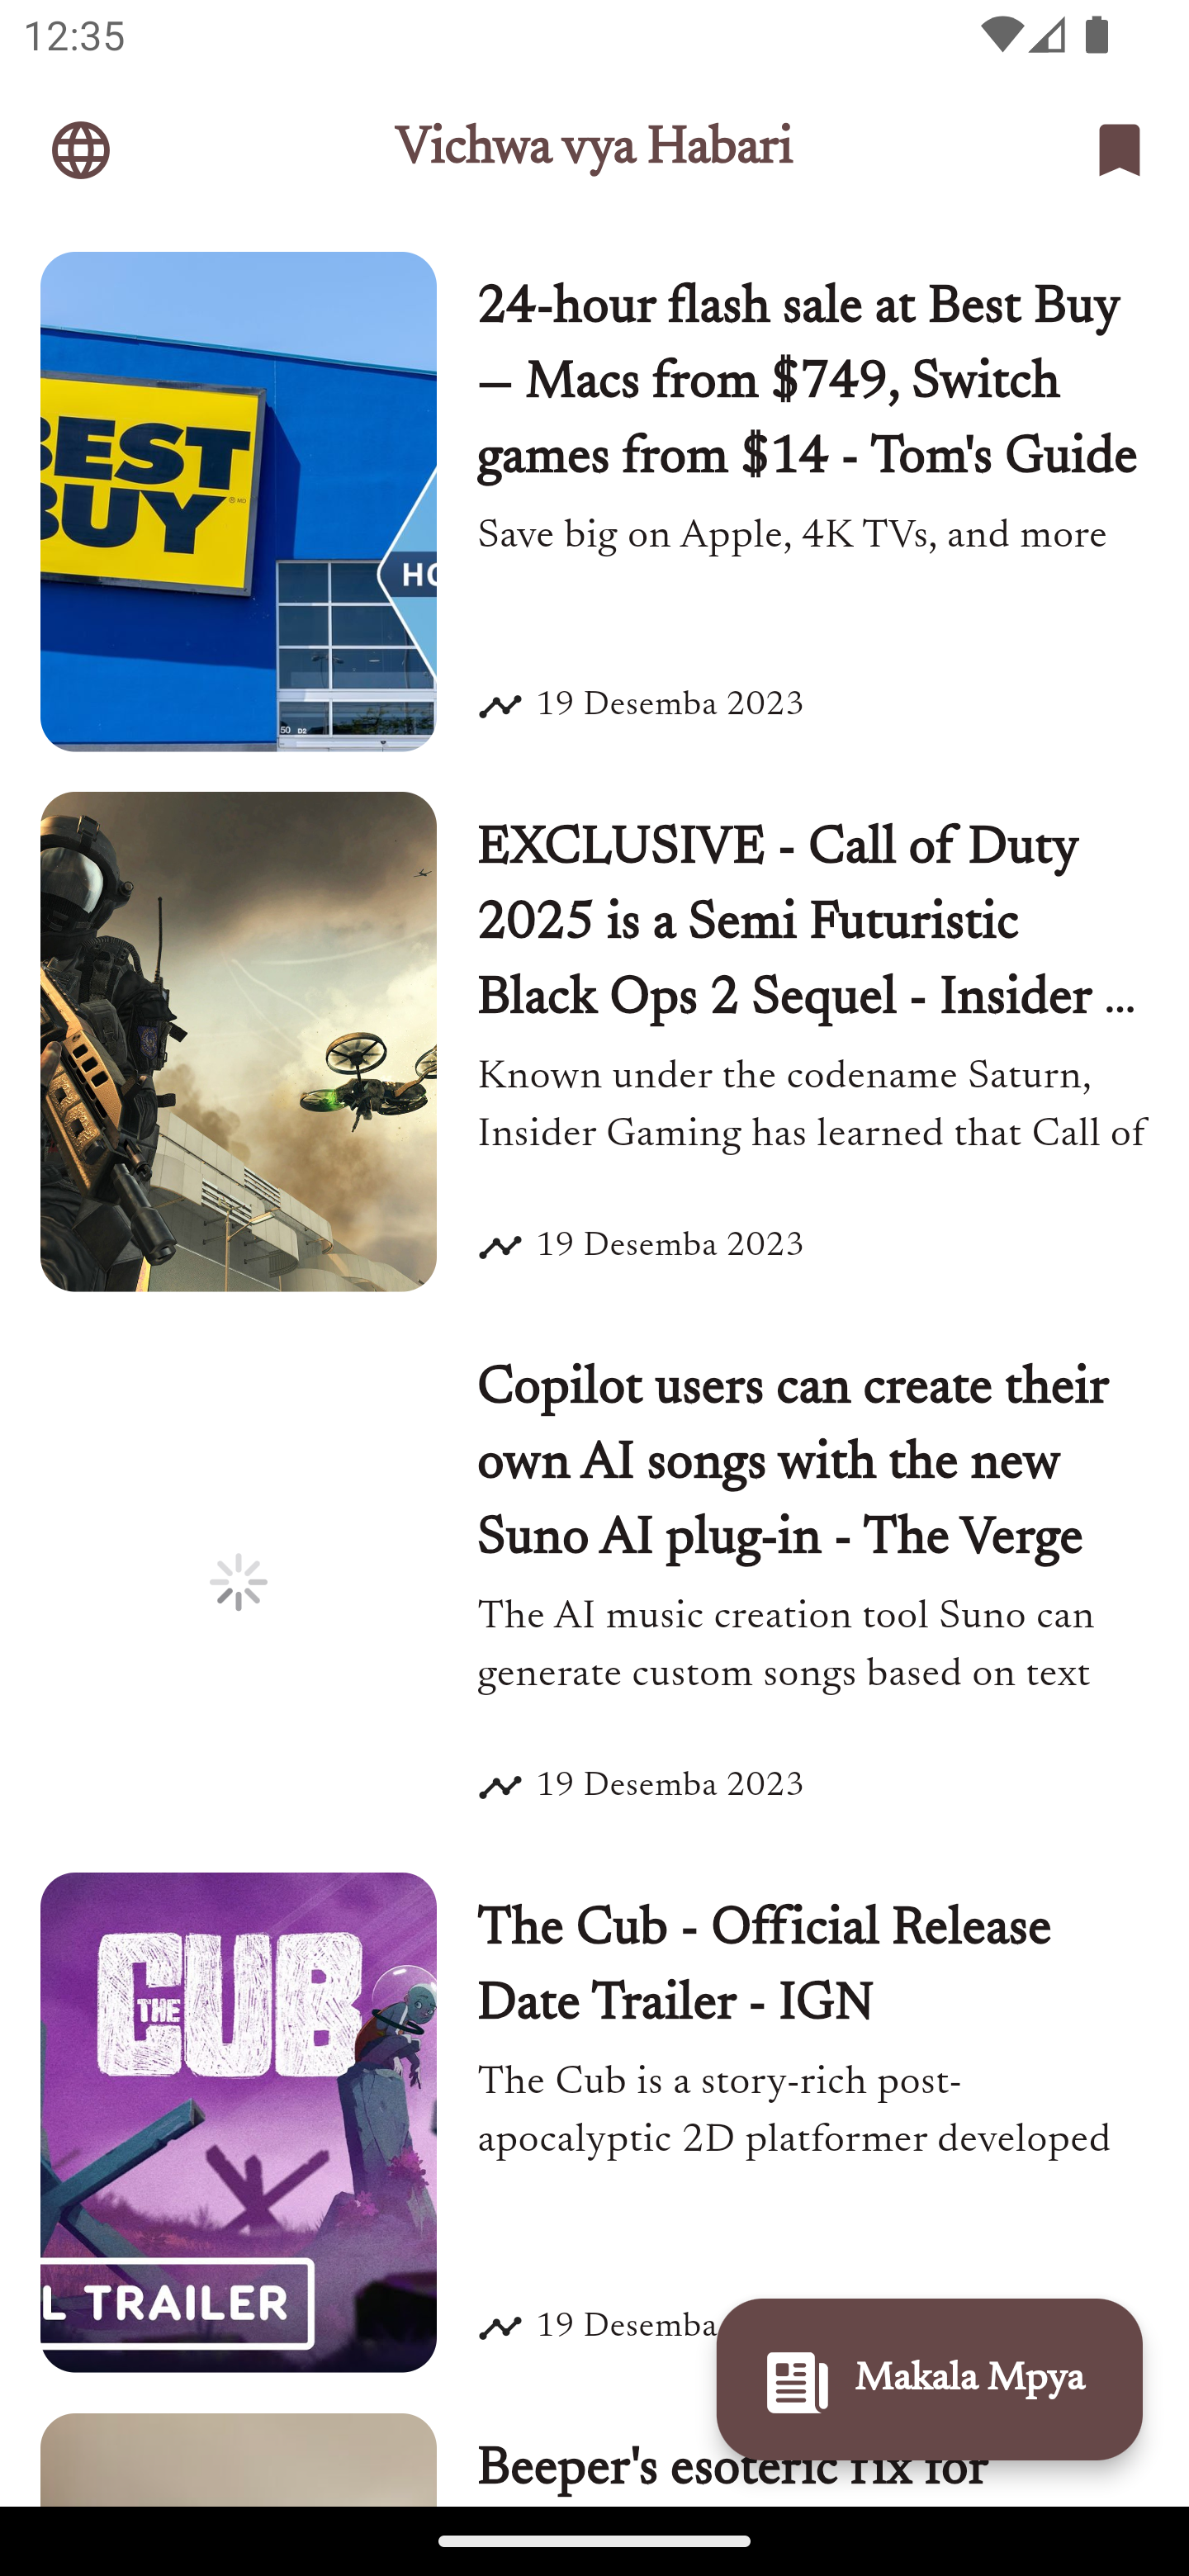 12:35
Vichwa vya Habari
BEST
BUY
HO
50 D2
24-hour flash sale at Best Buy
– Macs from $749, Switch
games from $14 - Tom's Guide
Save big on Apple, 4K TVs, and more
19 Desemba 2023
EXCLUSIVE - Call of Duty
2025 is a Semi Futuristic
Black Ops 2 Sequel - Insider ...
Known under the codename Saturn,
Insider Gaming has learned that Call of
19 Desemba 2023
Copilot users can create their
own AI songs with the new
Suno AI plug-in - The Verge
The AI music creation tool Suno can
generate custom songs based on text
19 Desemba 2023
THE CUB
L TRAILER
The Cub - Official Release
Date Trailer - IGN
The Cub is a story-rich post-
apocalyptic 2D platformer developed
19 Desemba
Makala Mpya
Beeper's esoteric fix for